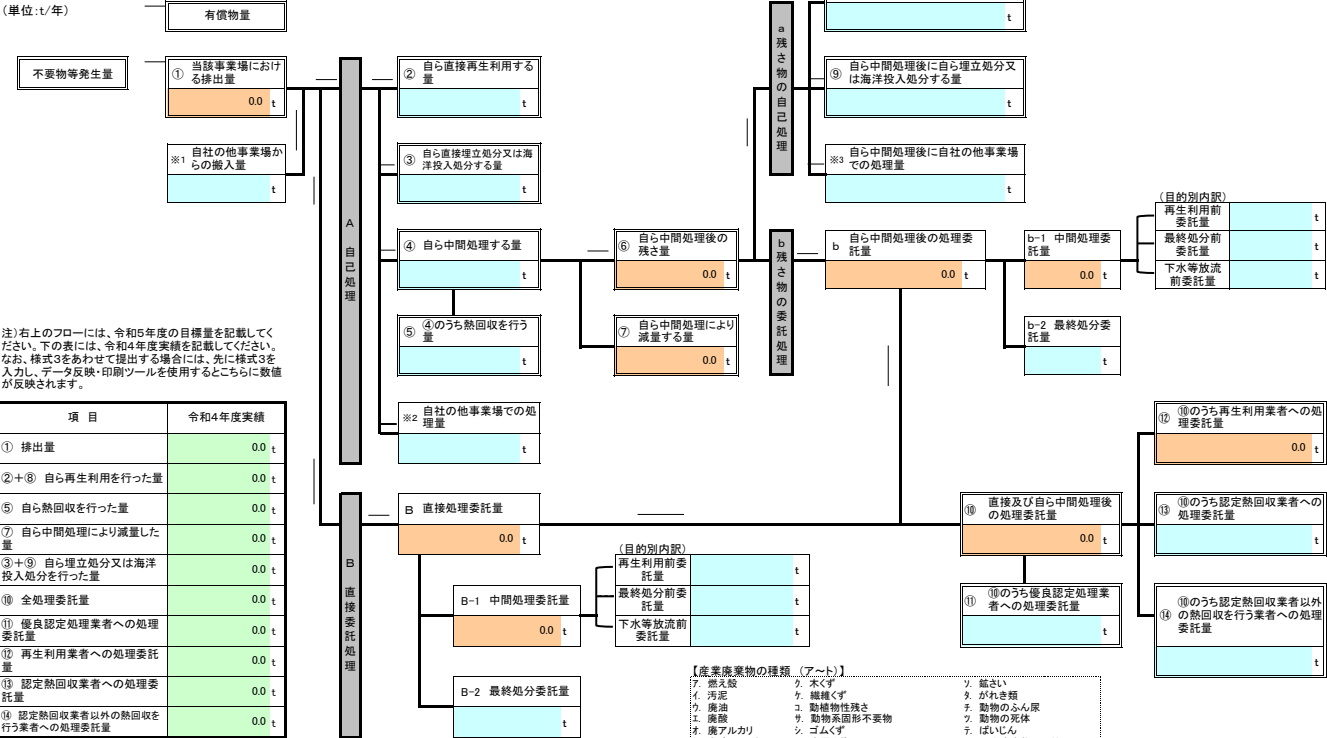 （単位：t/年）
有償物量
不要物等発生量
① 当該事業場におけ
る排出量
0.0 t
※1 自社の他事業場か
らの搬入量
t
A 自己処理
② 自ら直接再生利用する
量
t
③ 自ら直接埋立処分又は海
洋投入処分する量
t
④ 自ら中間処理する量
t
⑤ ④のうち熱回収を行う
量
t
※2 自社の他事業場での処
理量
t
⑥ 自ら中間処理後の
残さ量
0.0 t
⑦ 自ら中間処理により
減量する量
0.0 t
a 残さ物の自己処理
t
⑨ 自ら中間処理後に自ら埋立処分又
は海洋投入処分する量
t
※3 自ら中間処理後に自社の他事業場
での処理量
t
b 残さ物の委託処理
b 自ら中間処理後の処理委
託量
0.0 t
b-1 中間処理委
託量
0.0 t
（目的別内訳）
再生利用前
委託量
t
最終処分前
委託量
t
下水等放流
前委託量
t
b-2 最終処分委
託量
t
注）右上のフローには、令和5年度の目標量を記載してく
ださい。下の表には、令和4年度実績を記載してください。
なお、様式3をあわせて提出する場合には、先に様式3を
入力し、データ反映・印刷ツールを使用するとこちらに数値
が反映されます。
項 目 令和4年度実績
① 排出量 0.0 t
②＋⑧ 自ら再生利用を行った量 0.0 t
⑤ 自ら熱回収を行った量 0.0 t
⑦ 自ら中間処理により減量した
量 0.0 t
③＋⑨ 自ら埋立処分又は海洋
投入処分を行った量 0.0 t
⑩ 全処理委託量 0.0 t
⑪ 優良認定処理業者への処理
委託量 0.0 t
⑫ 再生利用業者への処理委託
量 0.0 t
⑬ 認定熱回収業者への処理委
託量 0.0 t
⑭ 認定熱回収業者以外の熱回収を
行う業者への処理委託量 0.0 t
B 直接委託処理
B 直接処理委託量
0.0 t
B-1 中間処理委託量
0.0 t
（目的別内訳）
再生利用前委
託量
t
最終処分前委
託量
t
下水等放流前
委託量
t
B-2 最終処分委託量
t
⑩ 直接及び自ら中間処理後
の処理委託量
0.0 t
⑪ ⑩のうち優良認定処理業
者への処理委託量
t
⑫ ⑩のうち再生利用業者への処
理委託量
0.0 t
⑬ ⑩のうち認定熱回収業者への
処理委託量
t
⑭ ⑩のうち認定熱回収業者以外
の熱回収を行う業者への処理
委託量
t
【産業廃棄物の種類 （ア～ト）】
ア. 燃え殻 ク. 木くず ソ. 鉱さい
イ. 汚泥 ケ. 繊維くず タ. がれき類
ウ. 廃油 コ. 動植物性残さ チ. 動物のふん尿
エ. 廃酸 サ. 動物系固形不要物 ツ. 動物の死体
オ. 廃アルカリ シ. ゴムくず テ. ばいじん